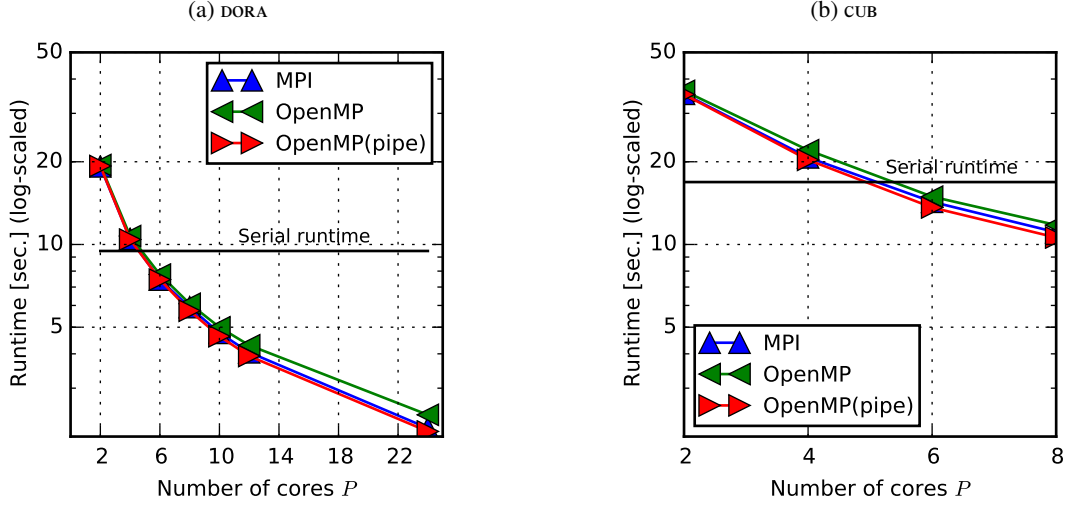 (a) DORA
50
20
10
5
Runtime [sec.] (log-scaled)
MPI
OpenMP
OpenMP(pipe)
Serial runtime
2 6 10 14 18 22
Number of cores P
(b) CUB
50
20
10
5
Runtime [sec.] (log-scaled)
Serial runtime
MPI
OpenMP
OpenMP(pipe)
2 4 6 8
Number of cores P